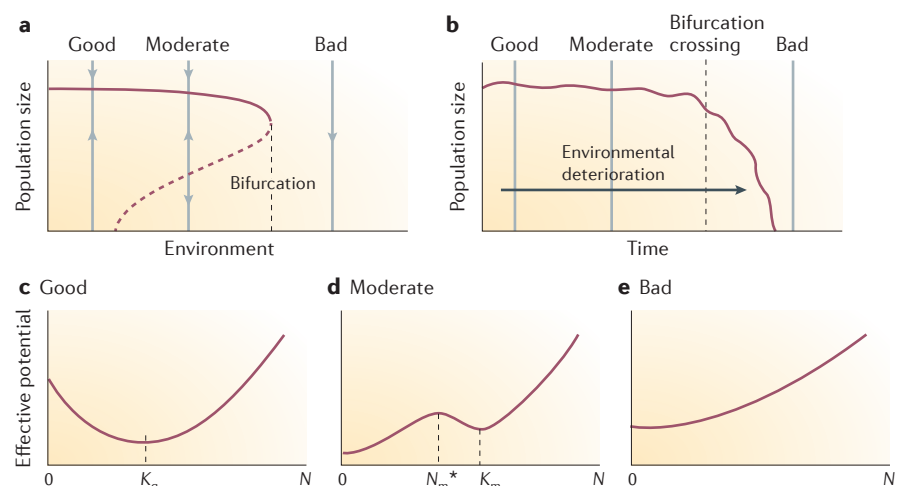 a
Good Moderate Bad
Population size
Bifurcation
Environment
b
Bifurcation
crossing
Good Moderate Bad
Population size
Environmental
deterioration
Time
c Good
Effective potential
0 K N
d Moderate
0 Nm* Km N
e Bad
0 N